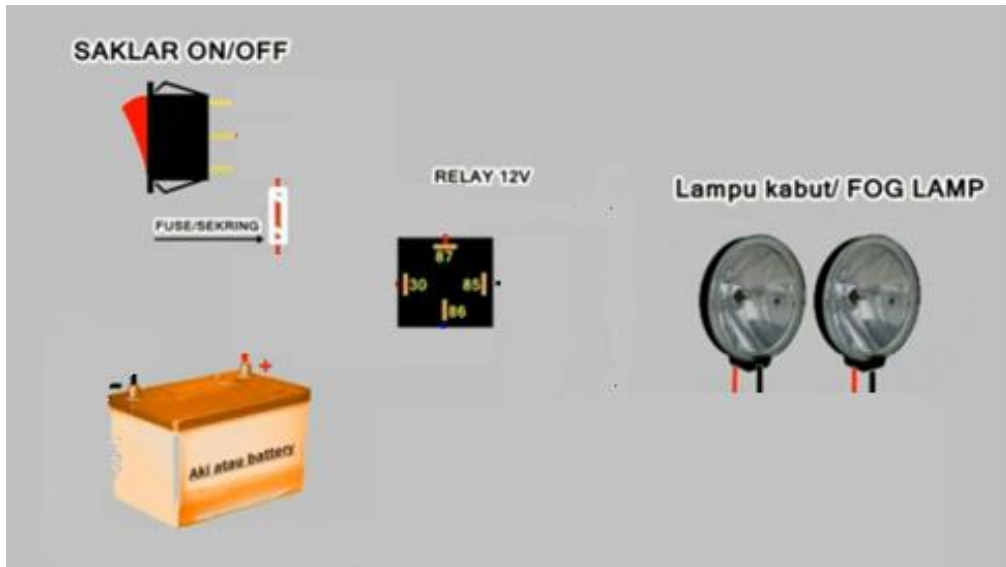 SAKLAR ON/OFF
FUSE/SEKRING
RELAY 12V
87
30
85
86
Lampu kabut/ FOG LAMP
- +
Aki atau battery